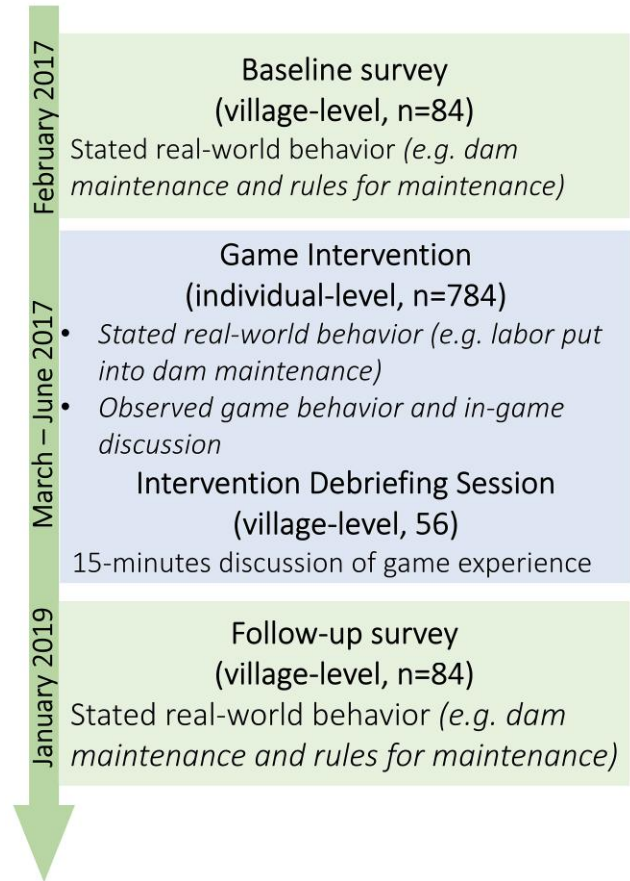 February 2017
Baseline survey
(village-level, n=84)
Stated real-world behavior (e.g. dam
maintenance and rules for maintenance)
March – June 2017
Game Intervention
(individual-level, n=784)
• Stated real-world behavior (e.g. labor put
into dam maintenance)
• Observed game behavior and in-game
discussion
Intervention Debriefing Session
(village-level, 56)
15-minutes discussion of game experience
January 2019
Follow-up survey
(village-level, n=84)
Stated real-world behavior (e.g. dam
maintenance and rules for maintenance)